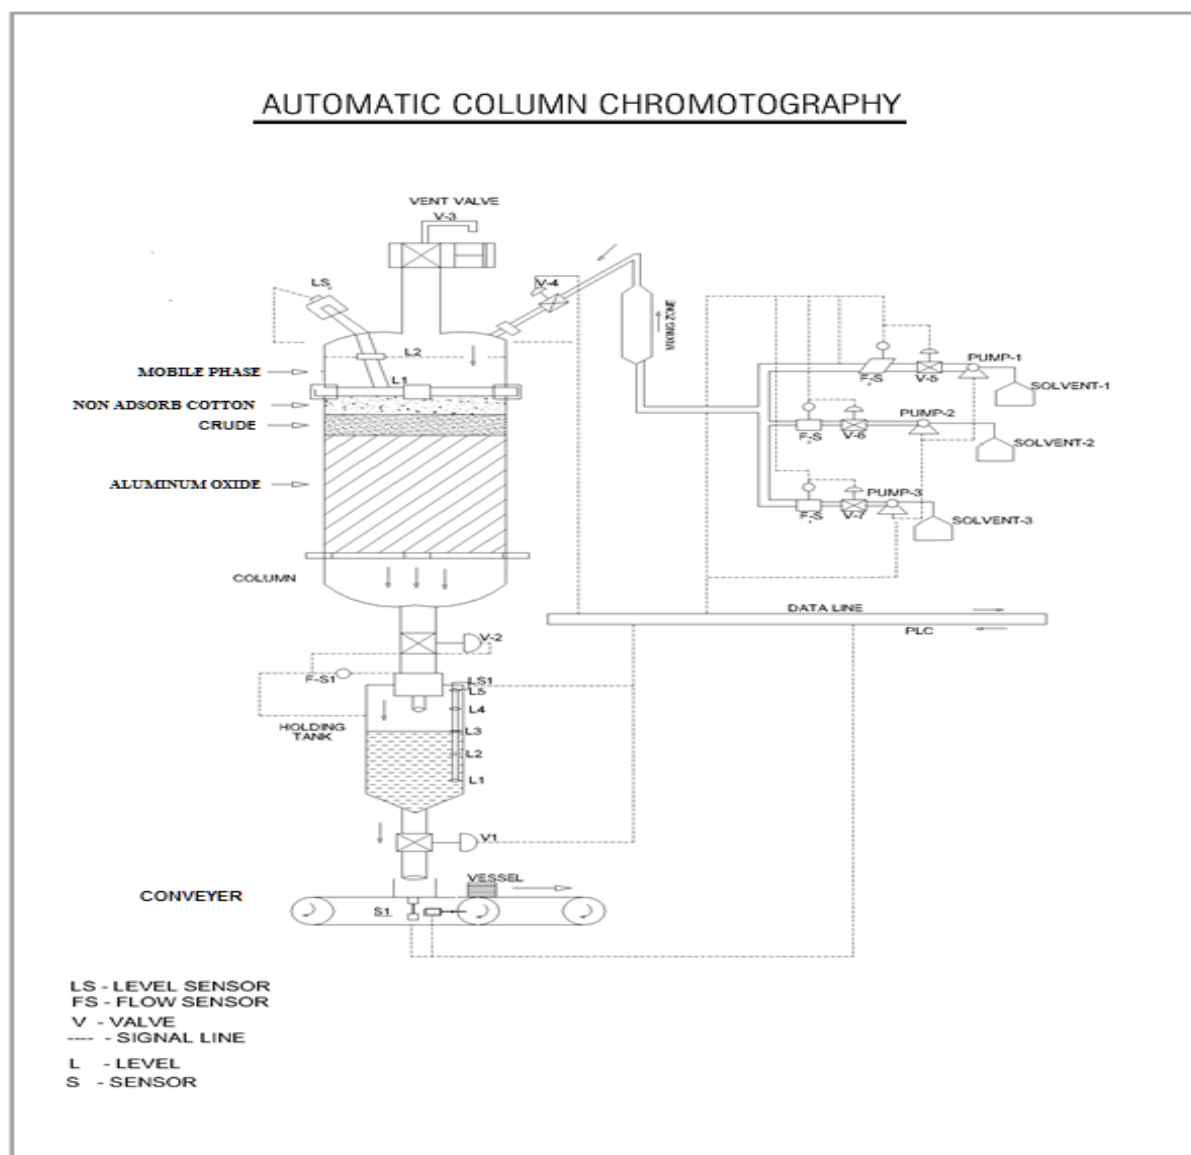 AUTOMATIC COLUMN CHROMOTOGRAPHY
VENT VALVE
V-3
LS
V-4
MIXING ZONE
L2
L1
MOBILE PHASE
NON ADSORB COTTON
CRUDE
ALUMINUM OXIDE
COLUMN
PUMP-1
F-S
V-5
SOLVENT-1
PUMP-2
F-S
V-6
SOLVENT-2
PUMP-3
F-S
V-7
SOLVENT-3
DATA LINE
PLC
V-2
F-S1
LS1
L5
L4
L3
L2
L1
HOLDING
TANK
V1
VESSEL
CONVEYER
S1
LS - LEVEL SENSOR
FS - FLOW SENSOR
V - VALVE
---- - SIGNAL LINE
L - LEVEL
S - SENSOR